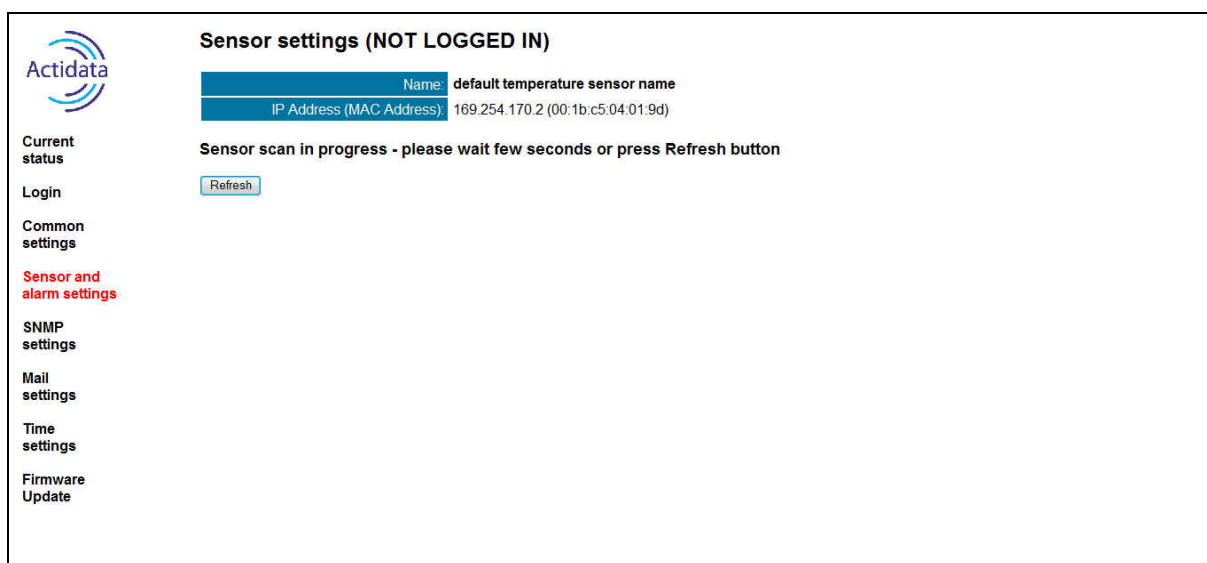 Actidata
Sensor settings (NOT LOGGED IN)
Name: default temperature sensor name
IP Address (MAC Address): 169.254.170.2 (00:1b:c5:04:01:9d)
Sensor scan in progress - please wait few seconds or press Refresh button
Refresh
Current
status
Login
Common
settings
Sensor and
alarm settings
SNMP
settings
Mail
settings
Time
settings
Firmware
Update